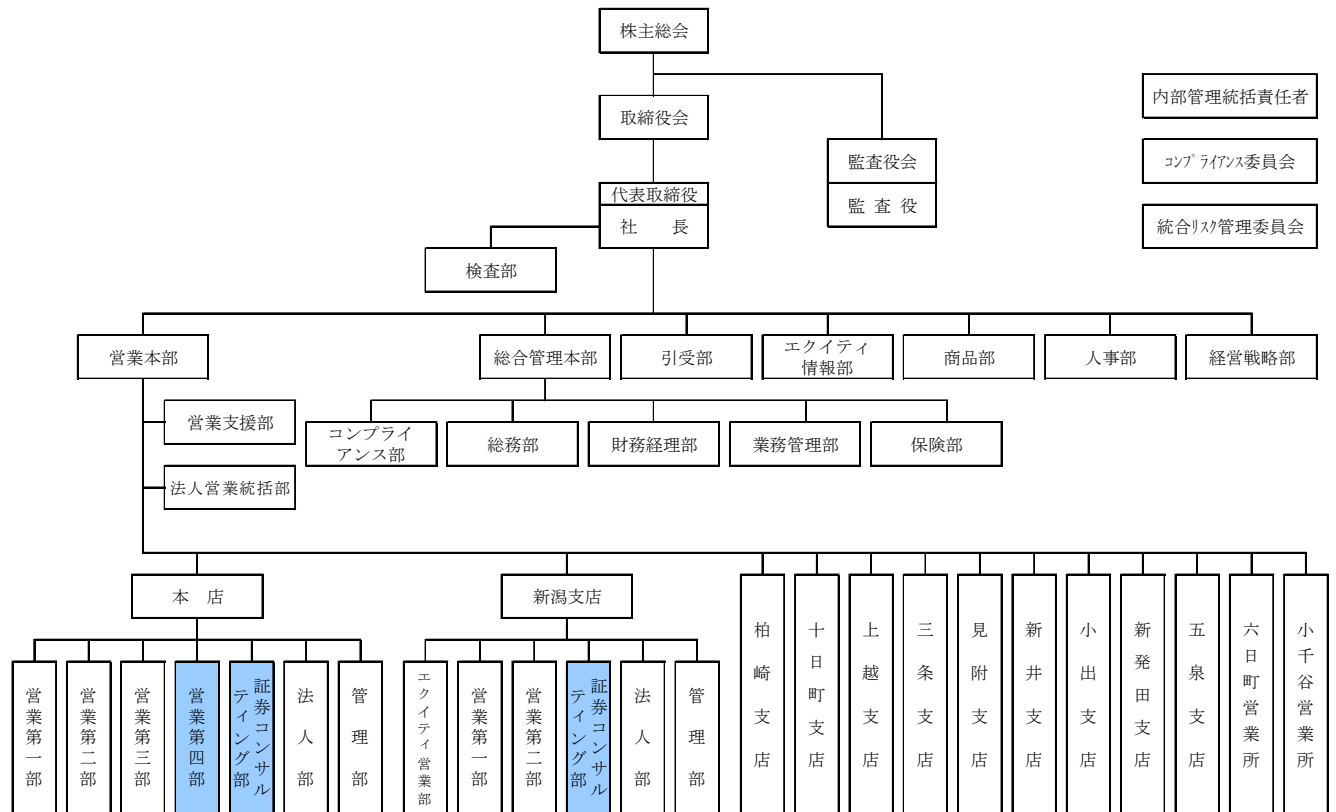 株主総会
取締役会
内部管理統括責任者
監査役会
監査役
コンプライアンス委員会
代表取締役
社　長
統合リスク管理委員会
検査部
営業本部
総合管理本部
引受部
エクイティ
情報部
商品部
人事部
経営戦略部
営業支援部
コンプライ
アンス部
総務部
財務経理部
業務管理部
保険部
法人営業統括部
本　店
新潟支店
営業第一部
営業第二部
営業第三部
営業第四部
証券コンサル
ティング部
法人部
管理部
エクイティ営業部
営業第一部
営業第二部
証券コンサル
ティング部
法人部
管理部
柏崎支店
十日町支店
上越支店
三条支店
見附支店
新井支店
小出支店
新発田支店
五泉支店
六日町営業所
小千谷営業所